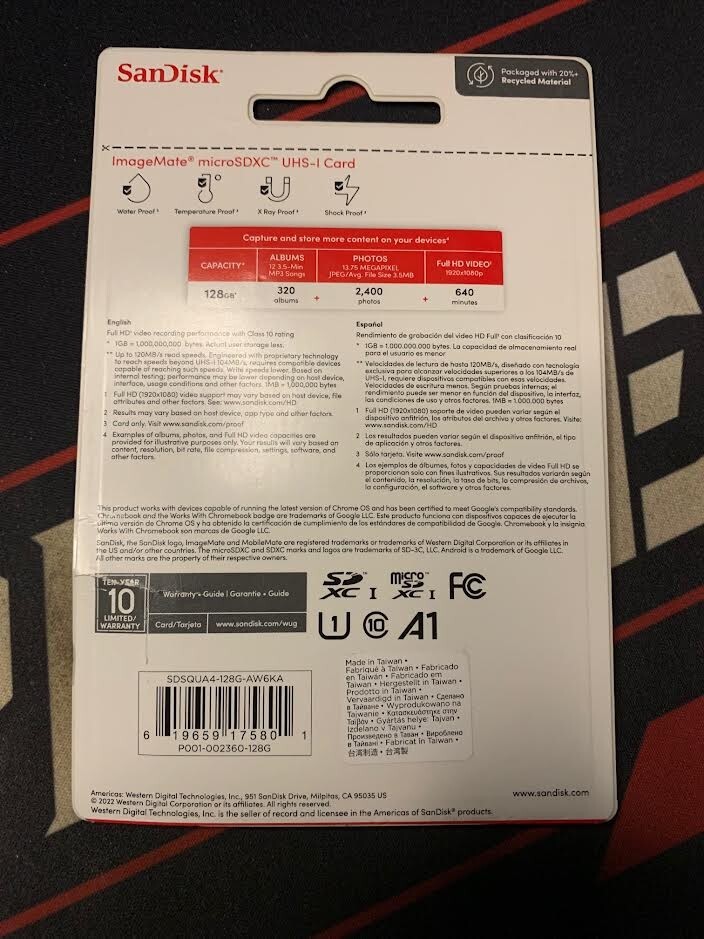 SanDisk®
Packaged with 20%+
Recycled Material
ImageMate® microSDXC™ UHS-I Card
Water Proof³ Temperature Proof³ X Ray Proof³ Shock Proof³
Capture and store more content on your devices⁴
CAPACITY* ALBUMS PHOTOS Full HD VIDEO¹
12 3.5-Min 13.75 MEGAPIXEL 1920x1080p
MP3 Songs JPEG/Avg. File Size 3.5MB
128GB* 320 + 2,400 + 640
albums photos minutes
English
Full HD¹ video recording performance with Class 10 rating
* 1GB = 1,000,000,000 bytes. Actual user storage less.
** Up to 120MB/s read speeds. Engineered with proprietary technology
to reach speeds beyond UHS-I 104MB/s, requires compatible devices
capable of reaching such speeds. Write speeds lower. Based on
internal testing; performance may be lower depending on host device,
interface, usage conditions and other factors. 1MB = 1,000,000 bytes
1 Full HD (1920x1080) video support may vary based on host device, file
attributes and other factors. See: www.sandisk.com/HD
2 Results may vary based on host device, app type and other factors.
3 Card only. Visit www.sandisk.com/proof
4 Examples of albums, photos, and Full HD video capacities are
provided for illustrative purposes only. Your results will vary based on
content, resolution, bit rate, file compression, settings, software, and
other factors.
Español
Rendimiento de grabación del video HD Full¹ con clasificación 10
* 1GB = 1.000.000.000 bytes. La capacidad de almacenamiento real
para el usuario es menor
** Velocidades de lectura de hasta 120MB/s, diseñado con tecnología
exclusiva para alcanzar velocidades superiores a los 104MB/s de
UHS-I, requiere dispositivos compatibles con esas velocidades.
Velocidades de escritura menos. Según pruebas internas; el
rendimiento puede ser menor en función del dispositivo, la interfaz,
las condiciones de uso y otros factores. 1MB = 1.000.000 bytes
1 Full HD (1920x1080) soporte de video pueden variar según el
dispositivo anfitrión, los atributos del archivo y otros factores. Visite:
www.sandisk.com/HD
2 Los resultados pueden variar según el dispositivo anfitrión, el tipo
de aplicación y otros factores.
3 Sólo tarjeta. Visite www.sandisk.com/proof
4 Los ejemplos de álbumes, fotos y capacidades de video Full HD se
proporcionan solo con fines ilustrativos. Sus resultados variarán según
el contenido, la resolución, la tasa de bits, la compresión de archivos,
la configuración, el software y otros factores.
This product works with devices capable of running the latest version of Chrome OS and has been certified to meet Google's compatibility standards.
Chromebook and the Works With Chromebook badge are trademarks of Google LLC. Este producto funciona con dispositivos capaces de ejecutar la
última versión de Chrome OS y ha obtenido la certificación de cumplimiento de los estándares de compatibilidad de Google. Chromebook y la insignia
Works With Chromebook son marcas de Google LLC.
SanDisk, the SanDisk logo, ImageMate and MobileMate are registered trademarks or trademarks of Western Digital Corporation or its affiliates in
the US and/or other countries. The microSDXC and SDXC marks and logos are trademarks of SD-3C, LLC. Android is a trademark of Google LLC.
All other marks are the property of their respective owners.
TEN-YEAR
10
LIMITED/
WARRANTY
Warranty • Guide | Garantie • Guide
Card/Tarjeta www.sandisk.com/wug
SD XC I micro SD XC I FC
U1 10 A1
SDSQUA4-128G-AW6KA
6 19659 17580 1
P001-002360-128G
Made in Taiwan •
Fabriqué à Taïwan • Fabricado
en Taiwán • Fabricado em
Taiwan • Hergestellt in Taiwan •
Prodotto in Taiwan •
Vervaardigd in Taiwan • Сделано
в Тайване • Wyprodukowano na
Tajwanie • Κατασκευάστηκε στην
Ταϊβάν • Gyártás helye: Tajvan •
Izdelano v Tajvanu •
Произведено в Таван • Вироблено
в Тайвані • Fabricat în Taiwan •
台湾制造 • 台灣製
Americas: Western Digital Technologies, Inc., 951 SanDisk Drive, Milpitas, CA 95035 US
© 2022 Western Digital Corporation or its affiliates. All rights reserved.
Western Digital Technologies, Inc. is the seller of record and licensee in the Americas of SanDisk® products.
www.sandisk.com